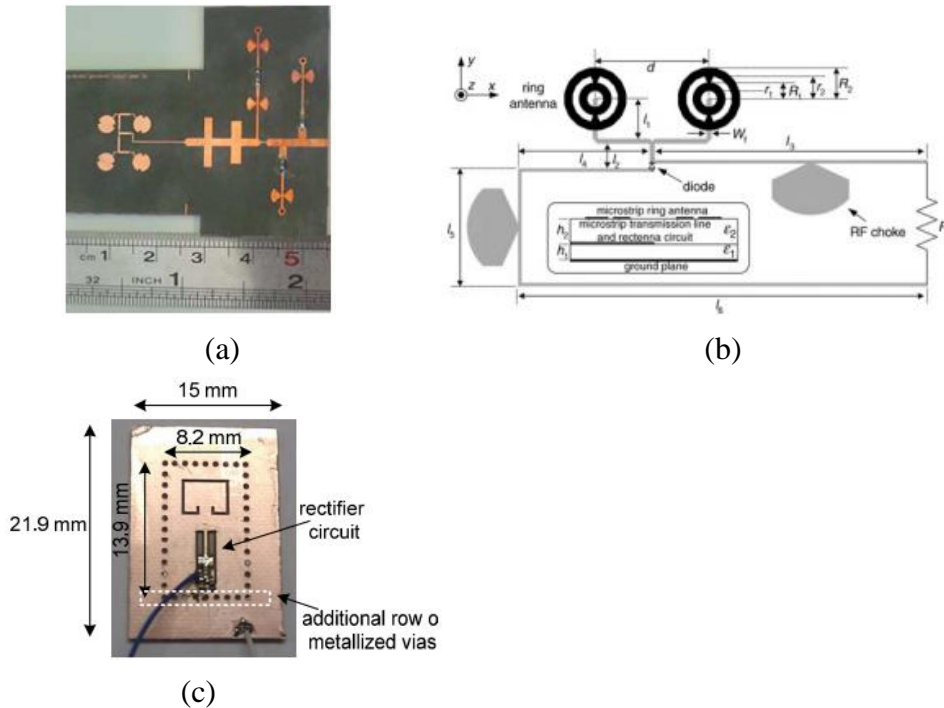 cm 1 2 3 4 5
32 INCH 1 2
(a)
y
z x
ring
antenna
d
l₁
r₁ R₁ r₂ R₂
W₁
l₄ l₂
l₃
diode
l₅
microstrip ring antenna
microstrip transmission line
and rectenna circuit
h₂ ε₂
h₁ ε₁
ground plane
RF choke
l₆
(b)
15 mm
8.2 mm
21.9 mm
13.9 mm
rectifier
circuit
additional row o
metallized vias
(c)